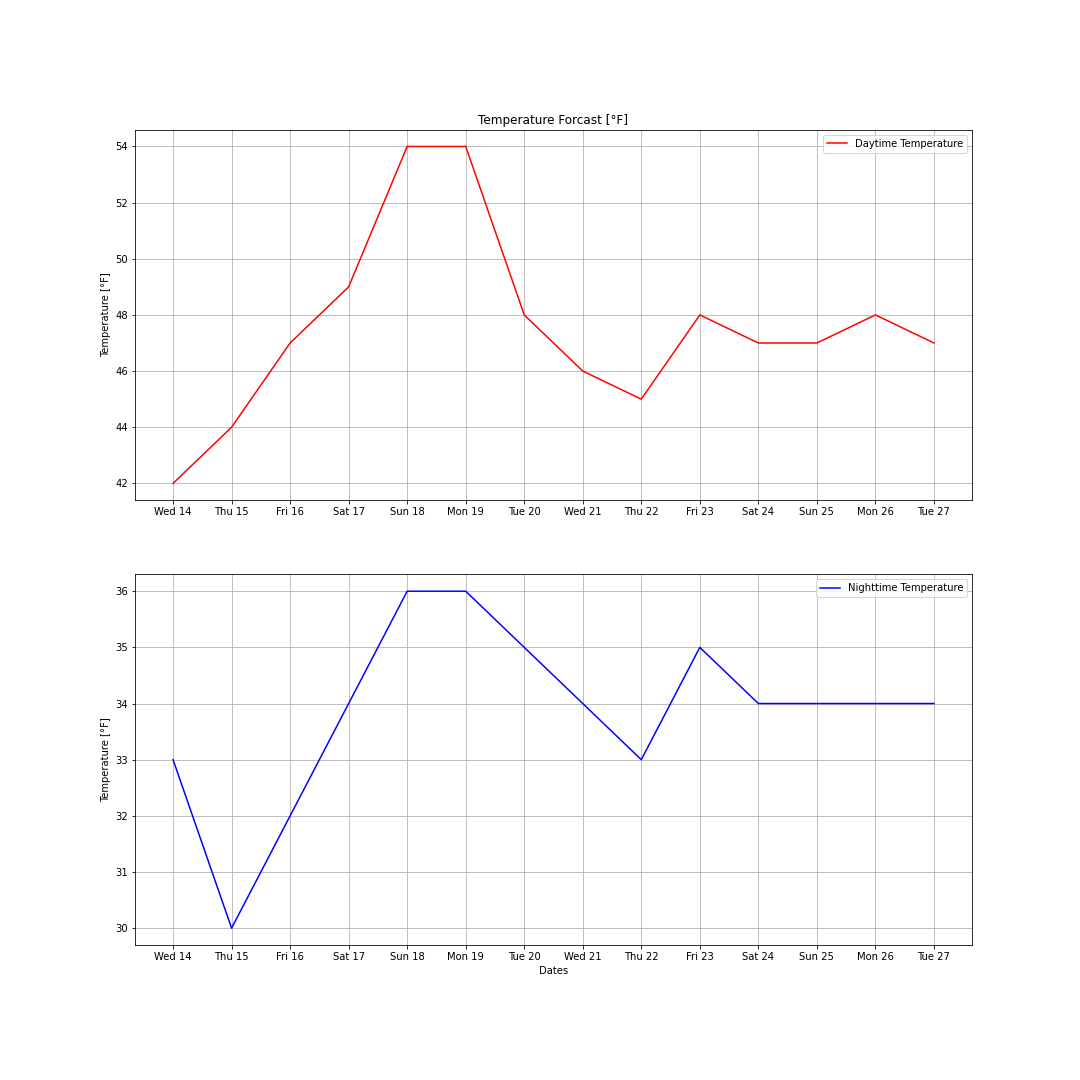 Temperature Forcast [°F]
Daytime Temperature
Temperature [°F]
54
52
50
48
46
44
42
Wed 14 Thu 15 Fri 16 Sat 17 Sun 18 Mon 19 Tue 20 Wed 21 Thu 22 Fri 23 Sat 24 Sun 25 Mon 26 Tue 27
Nighttime Temperature
Temperature [°F]
36
35
34
33
32
31
30
Wed 14 Thu 15 Fri 16 Sat 17 Sun 18 Mon 19 Tue 20 Wed 21 Thu 22 Fri 23 Sat 24 Sun 25 Mon 26 Tue 27
Dates